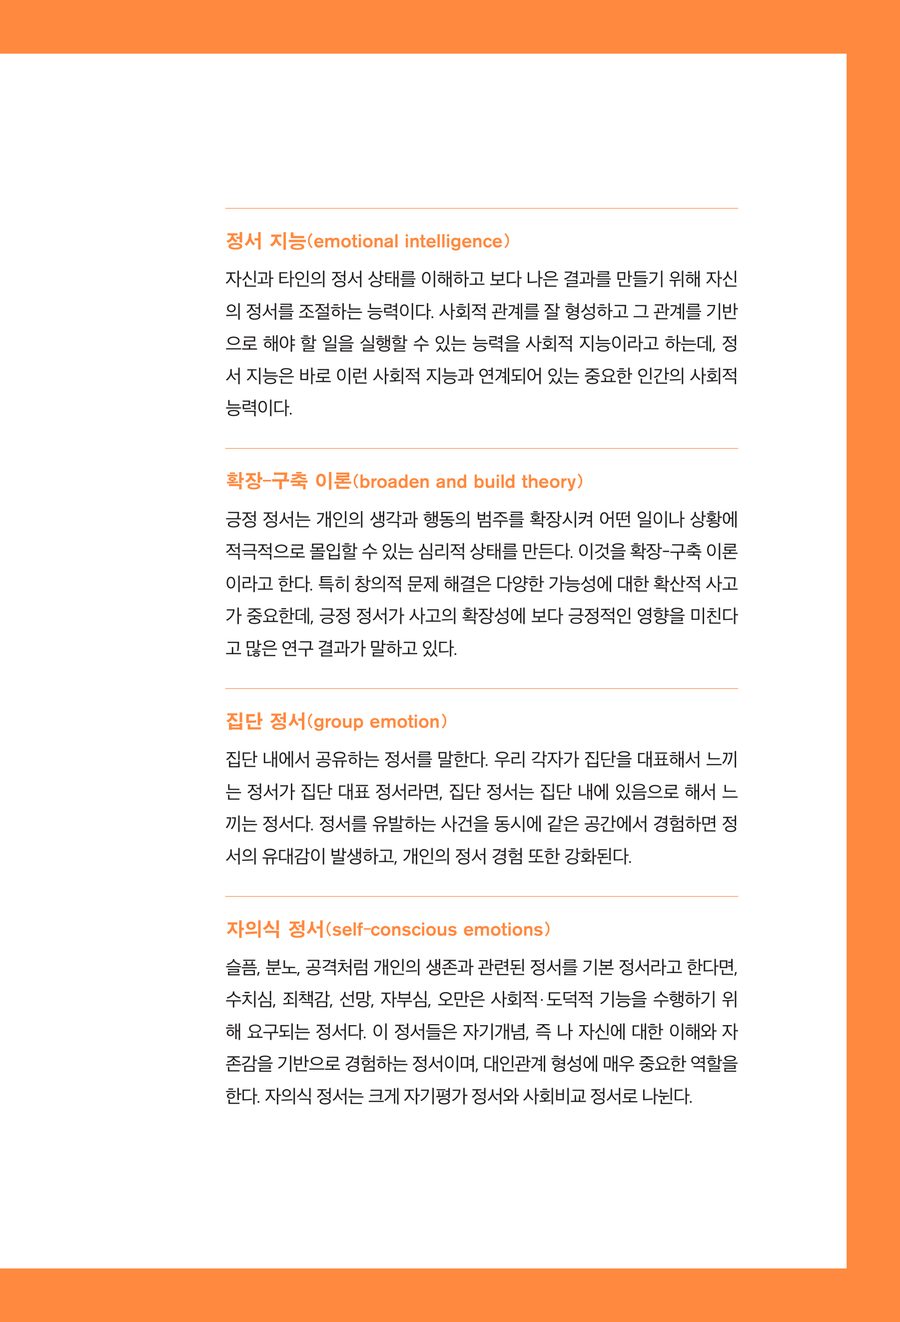 정서 지능(emotional intelligence)
자신과 타인의 정서 상태를 이해하고 보다 나은 결과를 만들기 위해 자신
의 정서를 조절하는 능력이다. 사회적 관계를 잘 형성하고 그 관계를 기반
으로 해야 할 일을 실행할 수 있는 능력을 사회적 지능이라고 하는데, 정
서 지능은 바로 이런 사회적 지능과 연계되어 있는 중요한 인간의 사회적
능력이다.
확장-구축 이론(broaden and build theory)
긍정 정서는 개인의 생각과 행동의 범주를 확장시켜 어떤 일이나 상황에
적극적으로 몰입할 수 있는 심리적 상태를 만든다. 이것을 확장-구축 이론
이라고 한다. 특히 창의적 문제 해결은 다양한 가능성에 대한 확산적 사고
가 중요한데, 긍정 정서가 사고의 확장성에 보다 긍정적인 영향을 미친다
고 많은 연구 결과가 말하고 있다.
집단 정서(group emotion)
집단 내에서 공유하는 정서를 말한다. 우리 각자가 집단을 대표해서 느끼
는 정서가 집단 대표 정서라면, 집단 정서는 집단 내에 있음으로 해서 느
끼는 정서다. 정서를 유발하는 사건을 동시에 같은 공간에서 경험하면 정
서의 유대감이 발생하고, 개인의 정서 경험 또한 강화된다.
자의식 정서(self-conscious emotions)
슬픔, 분노, 공격처럼 개인의 생존과 관련된 정서를 기본 정서라고 한다면,
수치심, 죄책감, 선망, 자부심, 오만은 사회적·도덕적 기능을 수행하기 위
해 요구되는 정서다. 이 정서들은 자기개념, 즉 나 자신에 대한 이해와 자
존감을 기반으로 경험하는 정서이며, 대인관계 형성에 매우 중요한 역할을
한다. 자의식 정서는 크게 자기평가 정서와 사회비교 정서로 나뉜다.